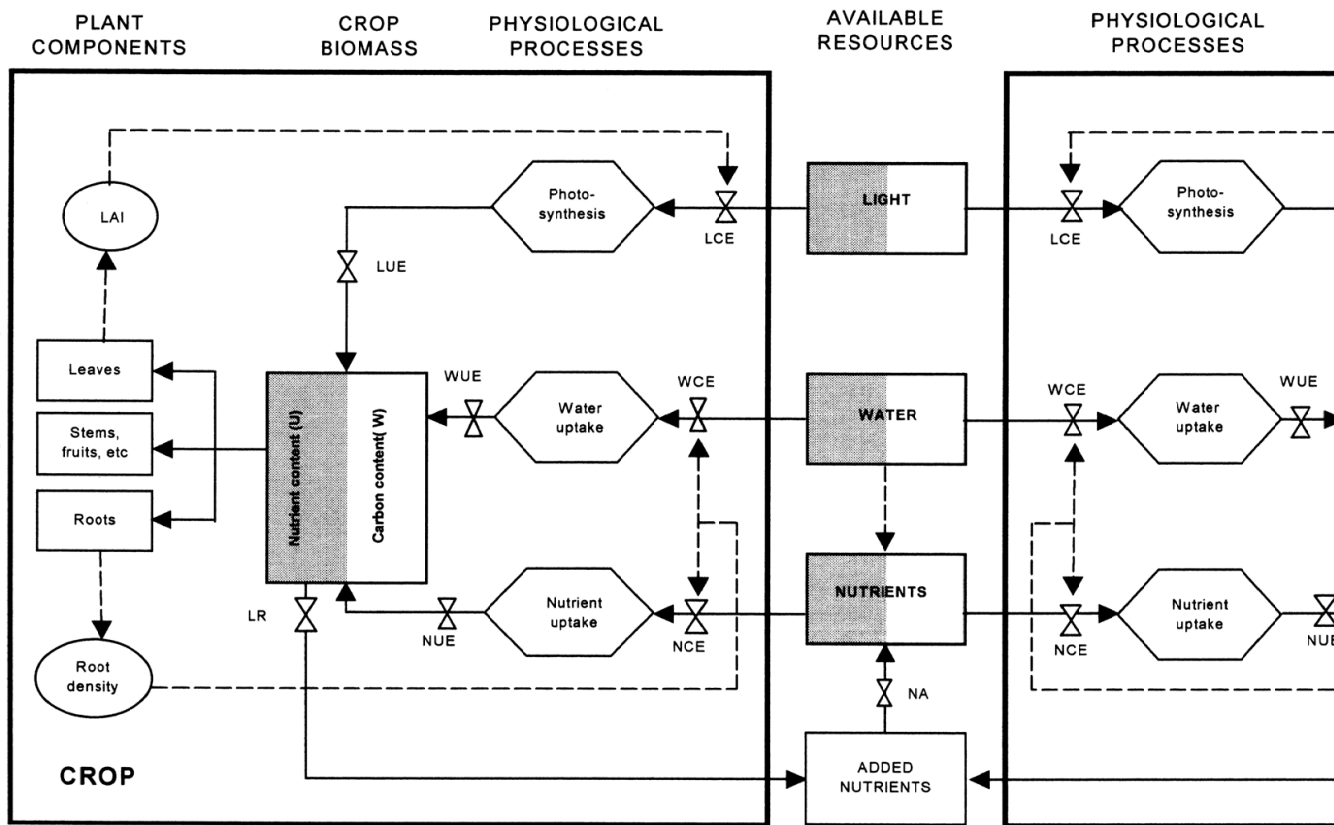 PLANT
COMPONENTS
CROP
BIOMASS
PHYSIOLOGICAL
PROCESSES
AVAILABLE
RESOURCES
PHYSIOLOGICAL
PROCESSES
LAI
Photo-
synthesis
LCE
LIGHT
LCE
Photo-
synthesis
LUE
Leaves
Stems,
fruits, etc
Roots
Nutrient content (U)
Carbon content( W)
WUE
Water
uptake
WCE
WATER
WCE
Water
uptake
WUE
LR
NUE
Nutrient
uptake
NCE
NUTRIENTS
NCE
Nutrient
uptake
NUE
Root
density
NA
CROP
ADDED
NUTRIENTS